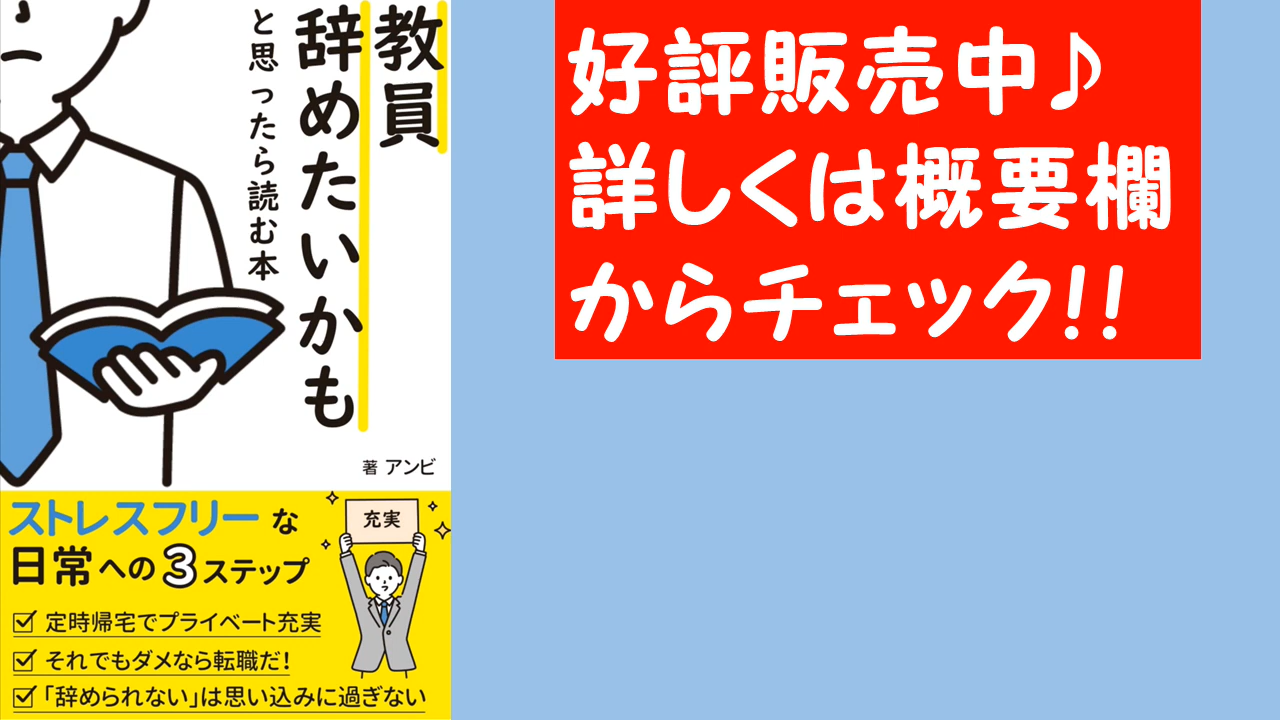 教員
辞めたいかも
と思ったら読む本
著 アンビ
ストレスフリーな
日常への3ステップ
充実
定時帰宅でプライベート充実
それでもダメなら転職だ!
「辞められない」は思い込みに過ぎない
好評販売中♪
詳しくは概要欄
からチェック!!